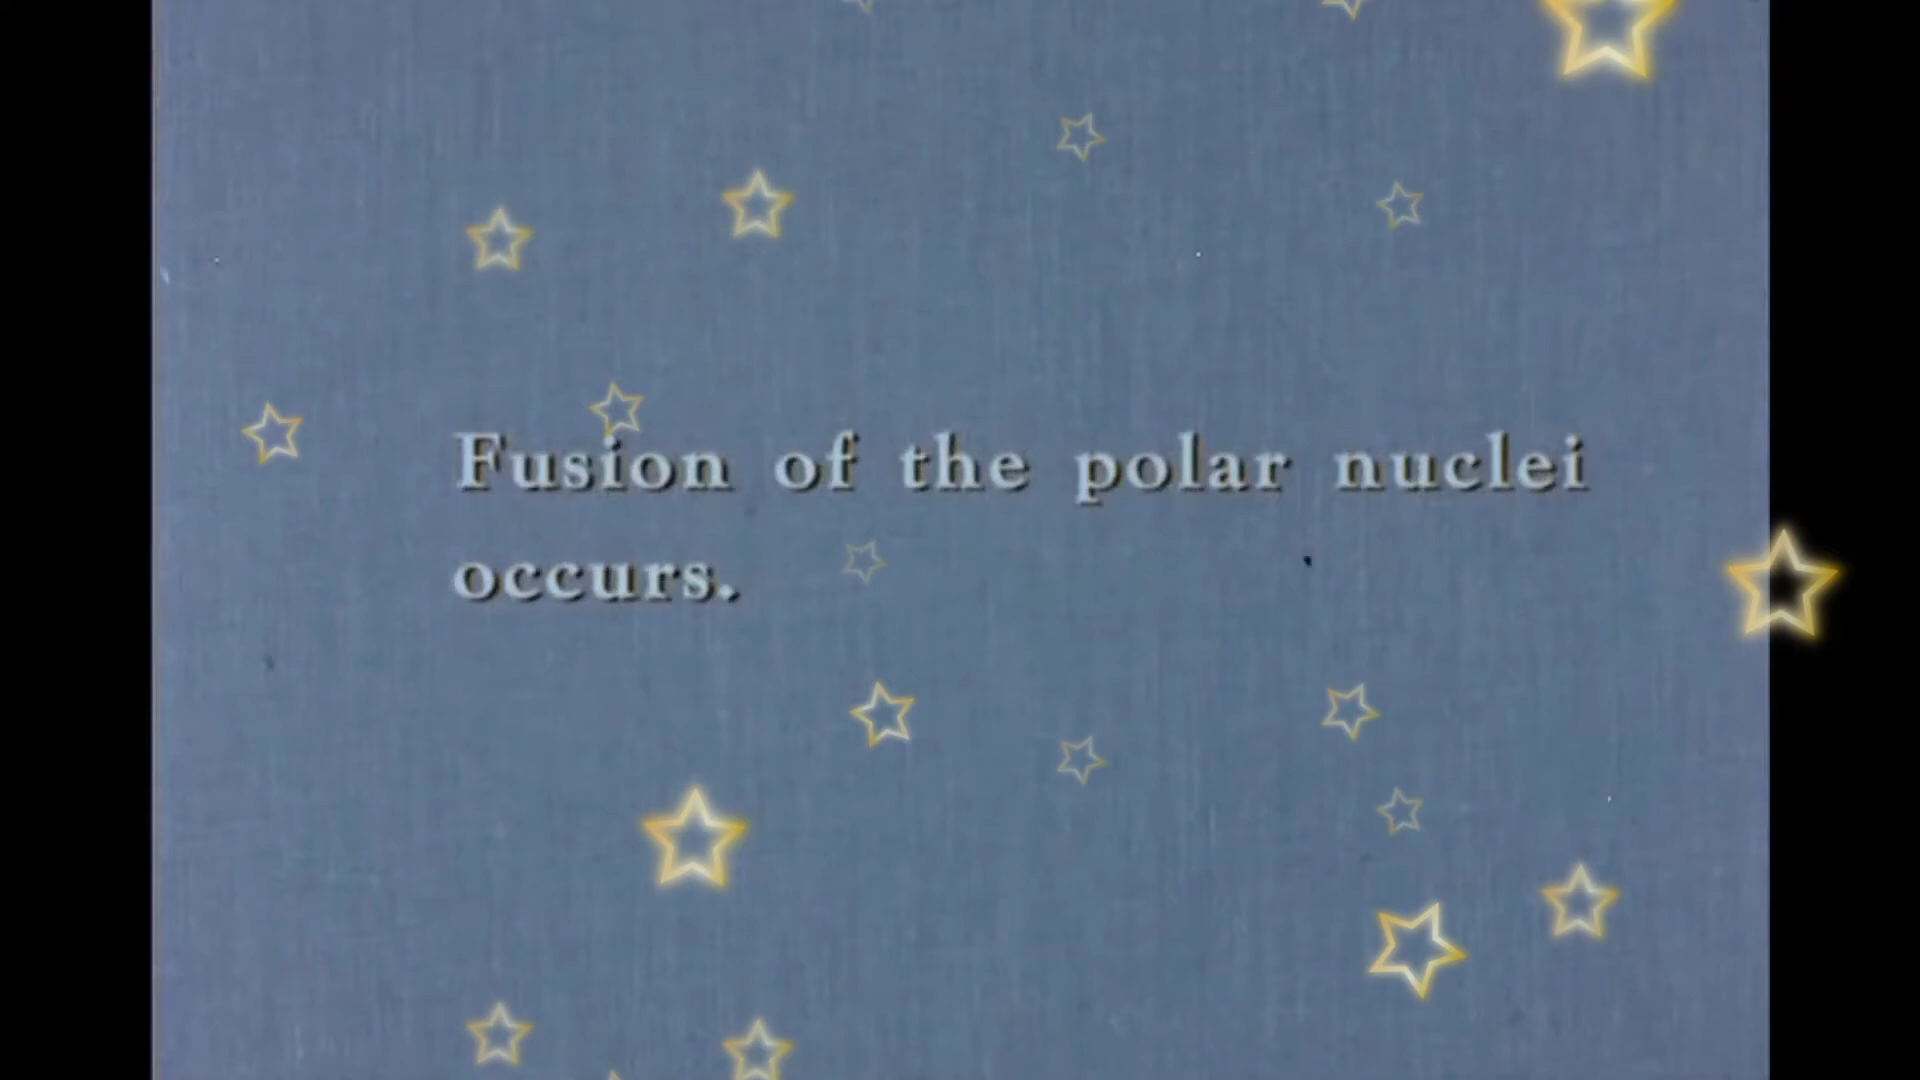 Fusion of the polar nuclei
occurs.